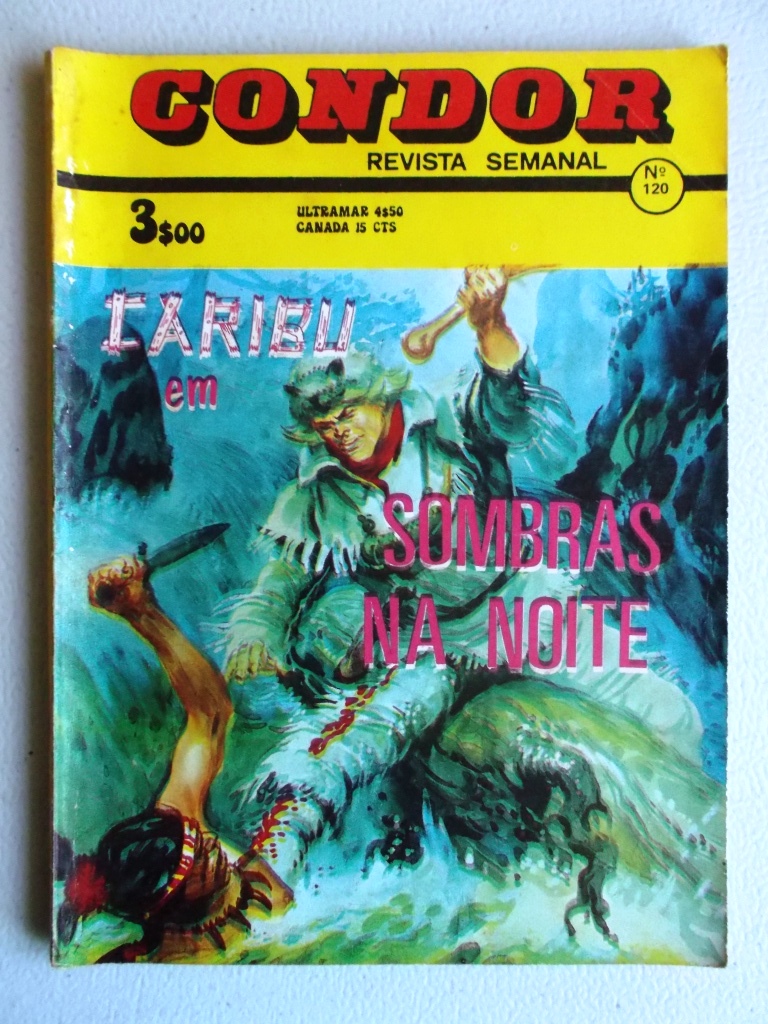 CONDOR
REVISTA SEMANAL
Nº
120
3$00
ULTRAMAR 4$50
CANADA 15 CTS
CARIBU
em
SOMBRAS
NA NOITE